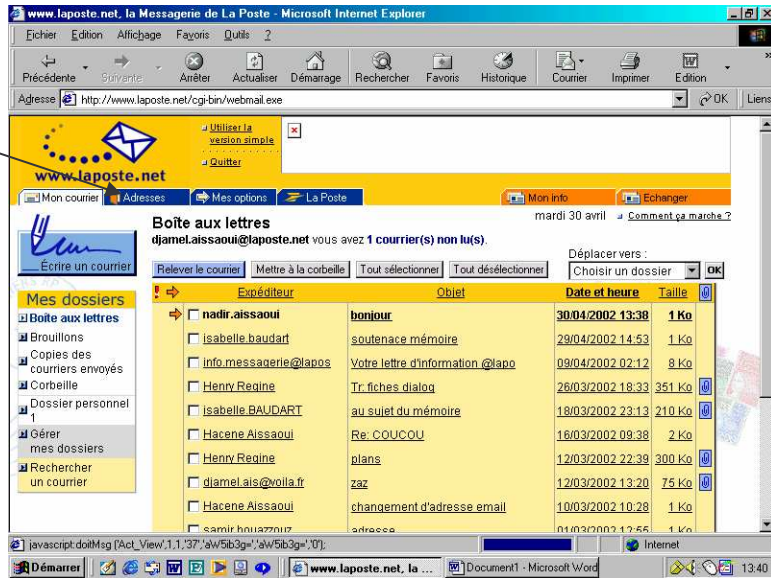 www.laposte.net, la Messagerie de La Poste - Microsoft Internet Explorer
Fichier Edition Affichage Favoris Outils ?
Précédente Suivante Arrêter Actualiser Démarrage Rechercher Favoris Historique Courrier Imprimer Edition »
Adresse http://www.laposte.net/cgi-bin/webmail.exe OK Liens
Utiliser la
version simple
Quitter
www.laposte.net
Mon courrier Adresses Mes options La Poste Mon info Echanger
mardi 30 avril Comment ça marche ?
Boîte aux lettres
djamel.aissaoui@laposte.net vous avez 1 courrier(s) non lu(s).
Écrire un courrier
Déplacer vers :
Relever le courrier Mettre à la corbeille Tout sélectionner Tout désélectionner Choisir un dossier OK
Mes dossiers
Boite aux lettres
Brouillons
Copies des
courriers envoyés
Corbeille
Dossier personnel
1
Gérer
mes dossiers
Rechercher
un courrier
! Expéditeur Objet Date et heure Taille
nadir.aissaoui bonjour 30/04/2002 13:38 1 Ko
isabelle.baudart soutenace mémoire 29/04/2002 14:53 1 Ko
info.messagerie@lapos Votre lettre d'information @lapo 09/04/2002 02:12 8 Ko
Henry Regine Tr: fiches dialog 26/03/2002 18:33 351 Ko
isabelle.BAUDART au sujet du mémoire 18/03/2002 23:13 210 Ko
Hacene Aissaoui Re: COUCOU 16/03/2002 09:38 2 Ko
Henry Regine plans 12/03/2002 22:39 300 Ko
djamel.ais@voila.fr zaz 12/03/2002 13:20 75 Ko
Hacene Aissaoui changement d'adresse email 10/03/2002 10:28 1 Ko
samir bouazzouz adresse 01/03/2002 12:55 1 Ko
javascript:doitMsg('Act_View',1,1,'37','aW5ib3g=','aW5ib3g=','0'); Internet
Démarrer www.laposte.net, la ... Document1 - Microsoft Word 13:40